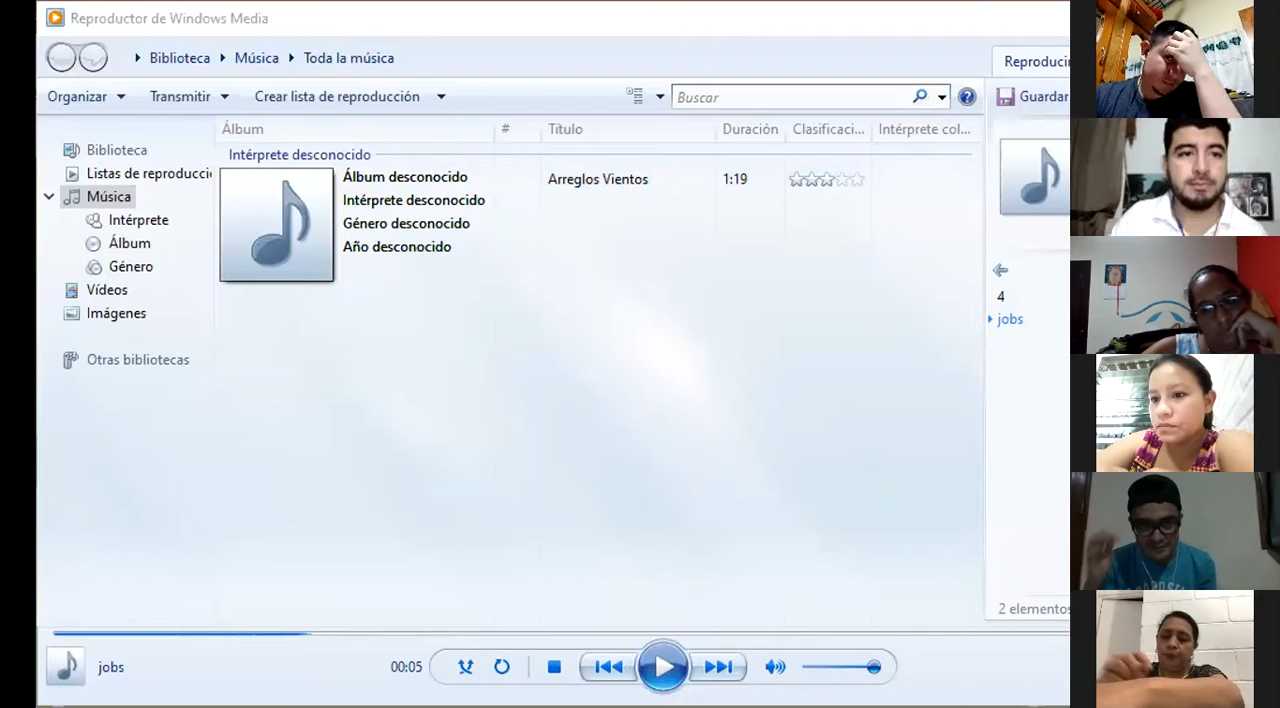 Reproductor de Windows Media
Biblioteca Música Toda la música
Reproducir
Organizar Transmitir Crear lista de reproducción Buscar Guardar
Álbum # Título Duración Clasificaci... Intérprete col...
Intérprete desconocido
Álbum desconocido Arreglos Vientos 1:19
Intérprete desconocido
Género desconocido
Año desconocido
Biblioteca
Listas de reproducci
Música
Intérprete
Álbum
Género
Vídeos
Imágenes
Otras bibliotecas
4
jobs
2 elementos
jobs 00:05